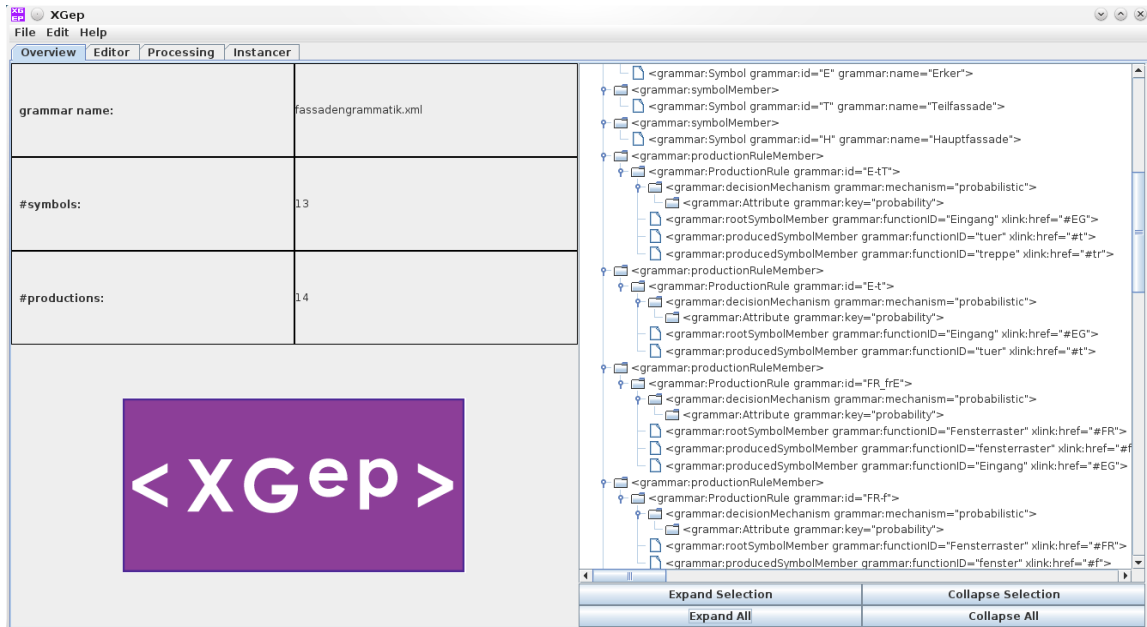 XG
EP
XGep
File Edit Help
Overview Editor Processing Instancer
grammar name:
fassadengrammatik.xml
#symbols:
13
#productions:
14
<XGep>
<grammar:Symbol grammar:id="E" grammar:name="Erker">
<grammar:symbolMember>
<grammar:Symbol grammar:id="T" grammar:name="Teilfassade">
<grammar:symbolMember>
<grammar:Symbol grammar:id="H" grammar:name="Hauptfassade">
<grammar:productionRuleMember>
<grammar:ProductionRule grammar:id="E-tT">
<grammar:decisionMechanism grammar:mechanism="probabilistic">
<grammar:Attribute grammar:key="probability">
<grammar:rootSymbolMember grammar:functionID="Eingang" xlink:href="#EG">
<grammar:producedSymbolMember grammar:functionID="tuer" xlink:href="#t">
<grammar:producedSymbolMember grammar:functionID="treppe" xlink:href="#tr">
<grammar:productionRuleMember>
<grammar:ProductionRule grammar:id="E-t">
<grammar:decisionMechanism grammar:mechanism="probabilistic">
<grammar:Attribute grammar:key="probability">
<grammar:rootSymbolMember grammar:functionID="Eingang" xlink:href="#EG">
<grammar:producedSymbolMember grammar:functionID="tuer" xlink:href="#t">
<grammar:productionRuleMember>
<grammar:ProductionRule grammar:id="FR_frE">
<grammar:decisionMechanism grammar:mechanism="probabilistic">
<grammar:Attribute grammar:key="probability">
<grammar:rootSymbolMember grammar:functionID="Fensterraster" xlink:href="#FR">
<grammar:producedSymbolMember grammar:functionID="fensterraster" xlink:href="#f
<grammar:producedSymbolMember grammar:functionID="Eingang" xlink:href="#EG">
<grammar:productionRuleMember>
<grammar:ProductionRule grammar:id="FR-f">
<grammar:decisionMechanism grammar:mechanism="probabilistic">
<grammar:Attribute grammar:key="probability">
<grammar:rootSymbolMember grammar:functionID="Fensterraster" xlink:href="#FR">
<grammar:producedSymbolMember grammar:functionID="fenster" xlink:href="#f">
Expand Selection Collapse Selection
Expand All Collapse All